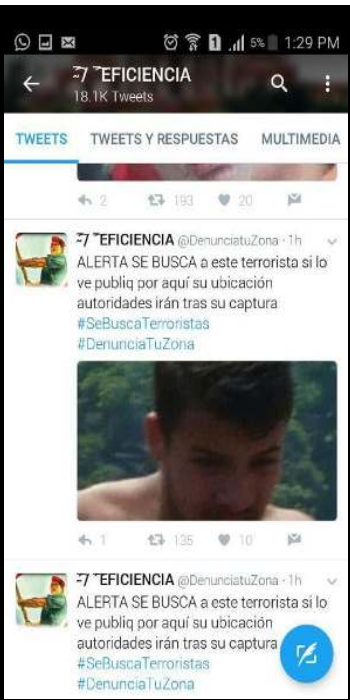 5% 1:29 PM
EFICIENCIA
18.1K Tweets
TWEETS TWEETS Y RESPUESTAS MULTIMEDIA
2 193 20
EFICIENCIA @DenunciatuZona · 1h
ALERTA SE BUSCA a este terrorista si lo
ve publiq por aquí su ubicación
autoridades irán tras su captura
#SeBuscaTerroristas
#DenunciaTuZona
1 135 10
EFICIENCIA @DenunciatuZona · 1h
ALERTA SE BUSCA a este terrorista si lo
ve publiq por aquí su ubicación
autoridades irán tras su captura
#SeBuscaTerroristas
#DenunciaTuZona